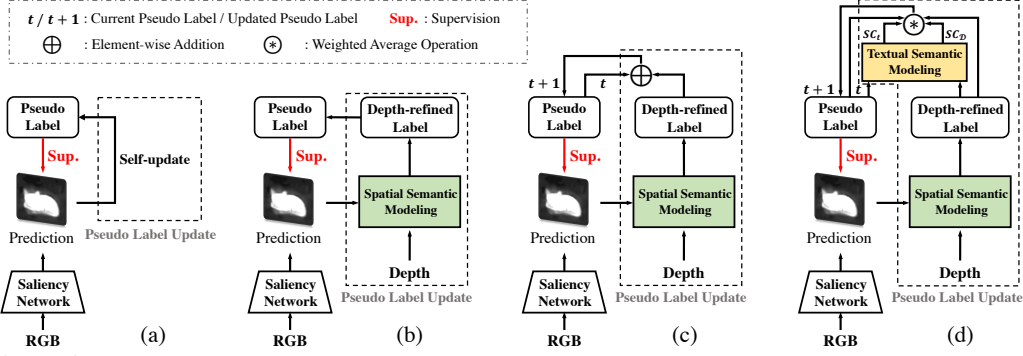 t / t + 1 : Current Pseudo Label / Updated Pseudo Label Sup. : Supervision
⊕ : Element-wise Addition ⊛ : Weighted Average Operation
Pseudo
Label
Sup.
Self-update
Prediction
Pseudo Label Update
Saliency
Network
RGB
(a)
Pseudo
Label
Depth-refined
Label
Sup.
Spatial Semantic
Modeling
Prediction
Depth
Pseudo Label Update
Saliency
Network
RGB
(b)
t + 1
t
Pseudo
Label
Depth-refined
Label
Sup.
Spatial Semantic
Modeling
Prediction
Depth
Pseudo Label Update
Saliency
Network
RGB
(c)
SC_t
SC_D
Textual Semantic
Modeling
t + 1
t
Pseudo
Label
Depth-refined
Label
Sup.
Spatial Semantic
Modeling
Prediction
Depth
Pseudo Label Update
Saliency
Network
RGB
(d)